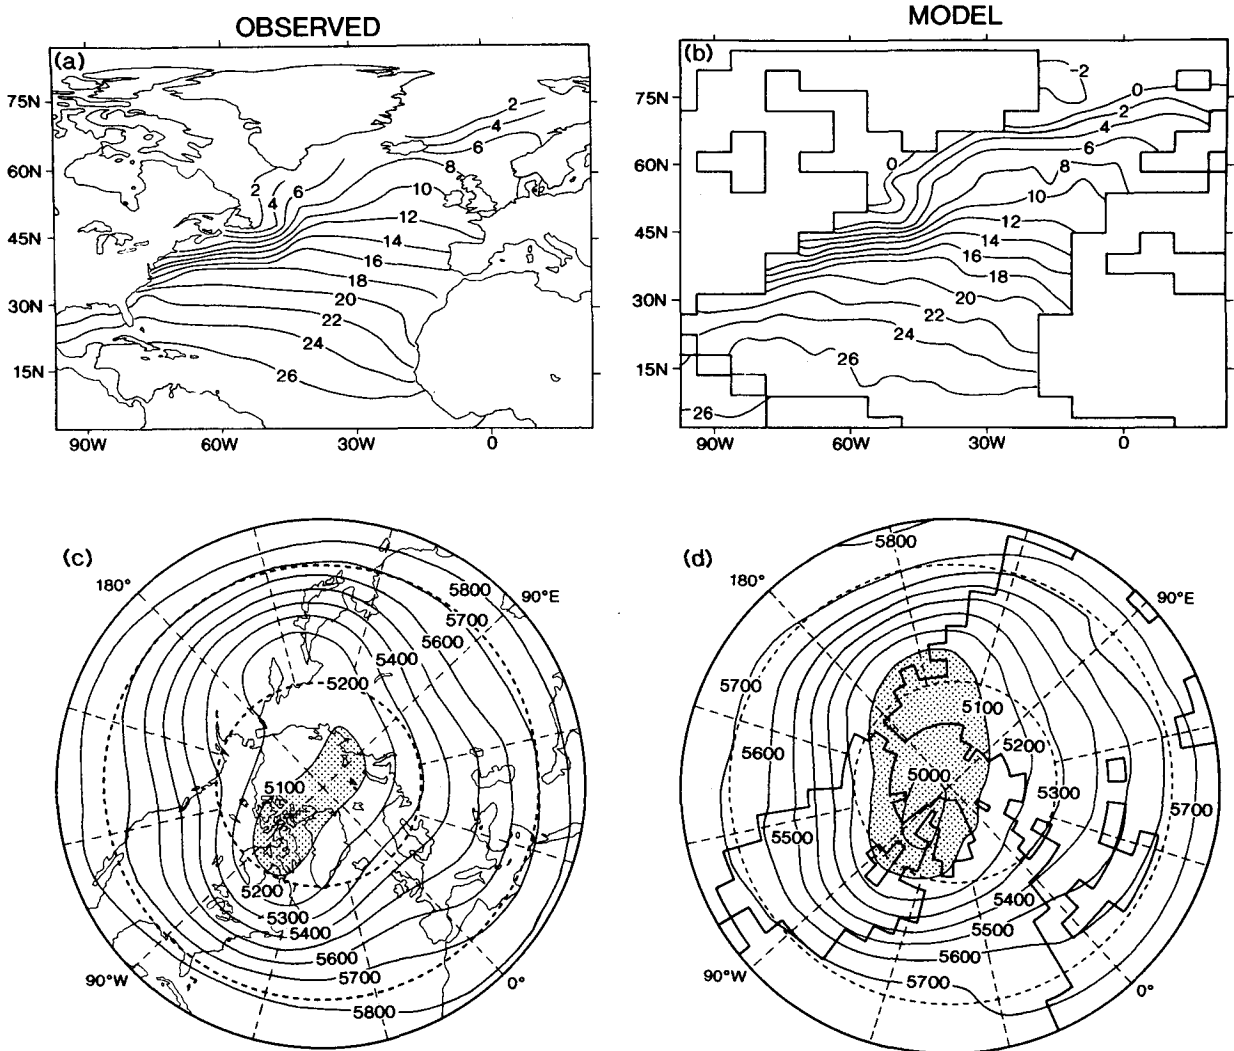 OBSERVED
MODEL
(a)
75N
60N
45N
30N
15N
90W
60W
30W
0
2
4
6
8
2
4
6
10
12
14
16
18
20
22
24
26
(b)
75N
60N
45N
30N
15N
90W
60W
30W
0
-2
0
2
4
6
8
0
10
12
14
16
18
20
22
24
26
26
(c)
180°
90°E
90°W
0°
5800
5700
5600
5400
5200
5100
5200
5300
5400
5600
5700
5800
(d)
180°
90°E
90°W
0°
5800
5700
5600
5500
5100
5200
5000
5300
5700
5400
5500
5600
5700